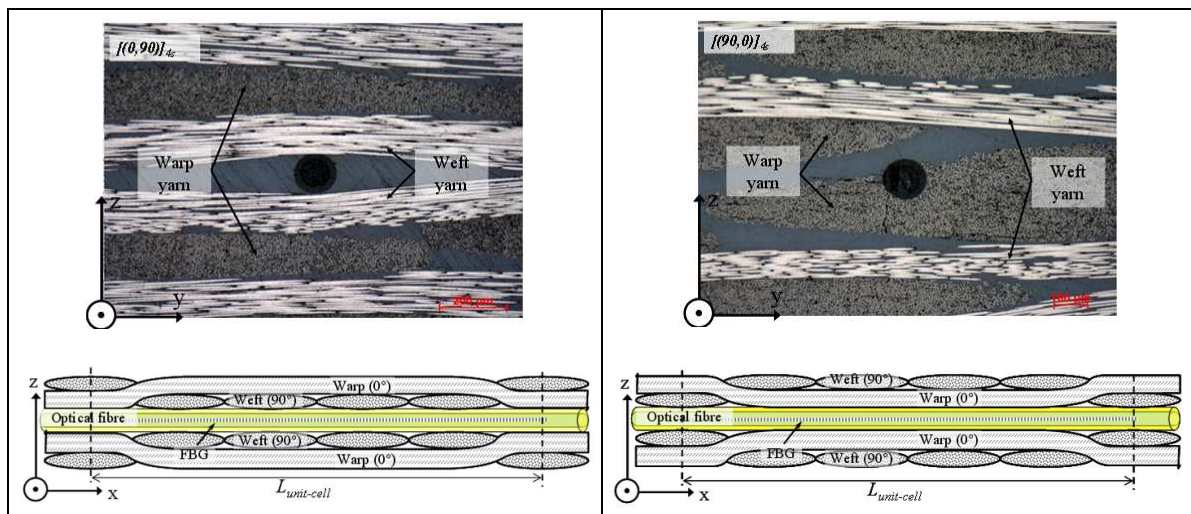 [(0,90)]4s
Warp
yarn
Weft
yarn
z
y
200 µm
[(90,0)]4s
Warp
yarn
Weft
yarn
z
y
z
Warp (0°)
Weft (90°)
Optical fibre
Weft (90°)
FBG
Warp (0°)
x
Lunit-cell
z
Weft (90°)
Warp (0°)
Optical fibre
Warp (0°)
FBG
Weft (90°)
x
Lunit-cell